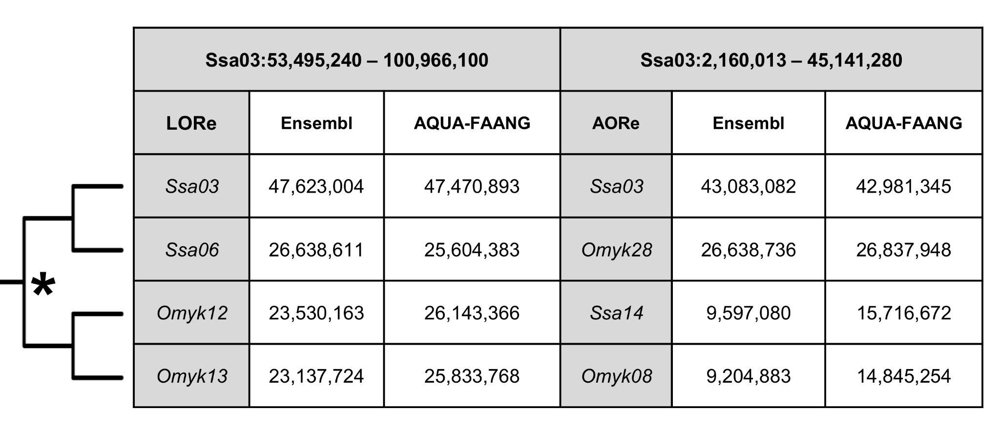 Ssa03:53,495,240 – 100,966,100 Ssa03:2,160,013 – 45,141,280
LORe Ensembl AQUA-FAANG AORe Ensembl AQUA-FAANG
Ssa03 47,623,004 47,470,893 Ssa03 43,083,082 42,981,345
Ssa06 26,638,611 25,604,383 Omyk28 26,638,736 26,837,948
*
Omyk12 23,530,163 26,143,366 Ssa14 9,597,080 15,716,672
Omyk13 23,137,724 25,833,768 Omyk08 9,204,883 14,845,254